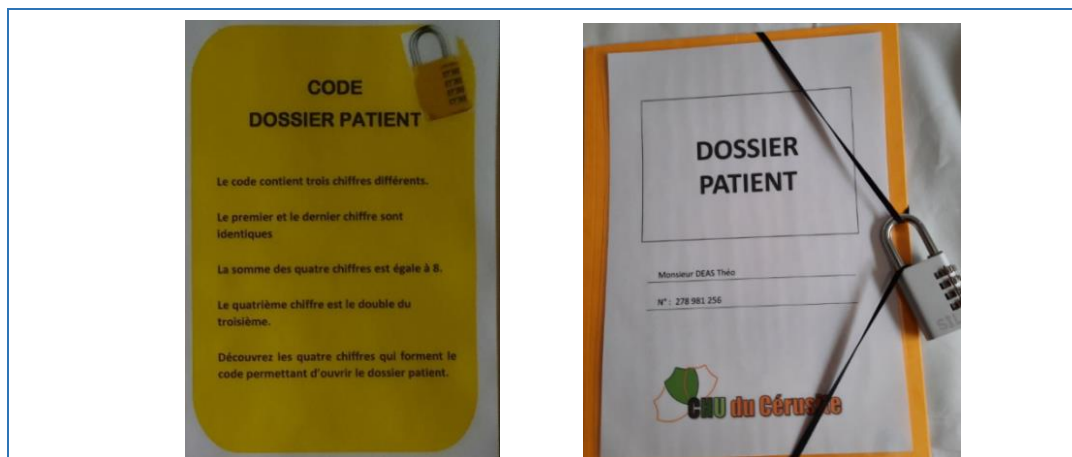 CODE
DOSSIER PATIENT
Le code contient trois chiffres différents.
Le premier et le dernier chiffre sont
identiques
La somme des quatre chiffres est égale à 8.
Le quatrième chiffre est le double du
troisième.
Découvrez les quatre chiffres qui forment le
code permettant d'ouvrir le dossier patient.
DOSSIER
PATIENT
Monsieur DEAS Théo
N° : 278 981 256
CHU du Cérusite